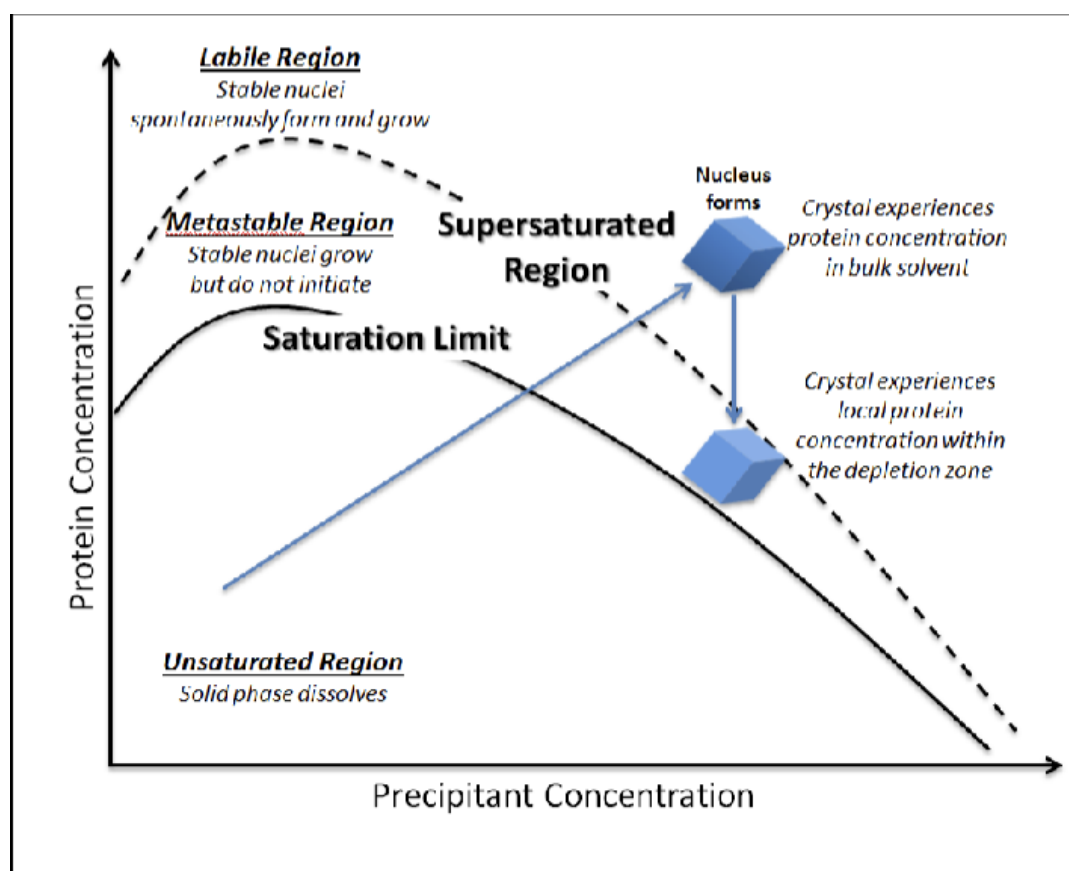 Labile Region
Stable nuclei
spontaneously form and grow
Metastable Region
Stable nuclei grow
but do not initiate
Supersaturated
Region
Saturation Limit
Nucleus
forms
Crystal experiences
protein concentration
in bulk solvent
Crystal experiences
local protein
concentration within
the depletion zone
Unsaturated Region
Solid phase dissolves
Protein Concentration
Precipitant Concentration